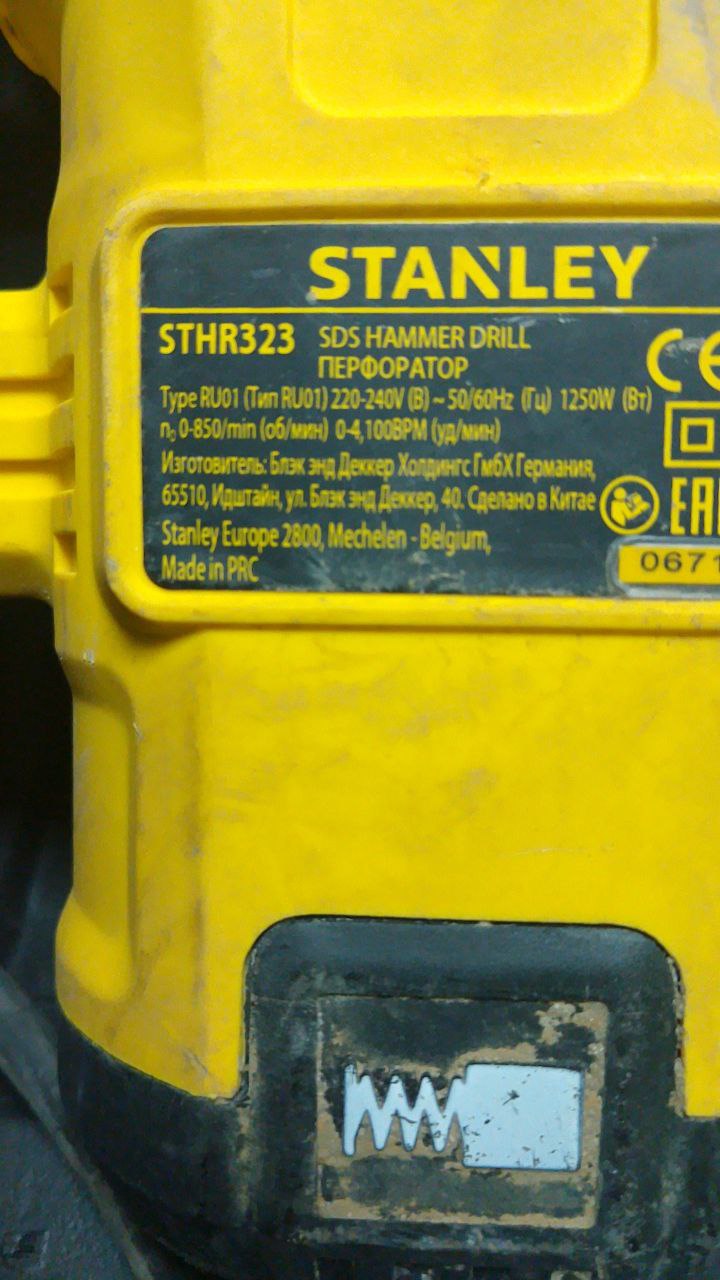 STANLEY
STHR323 SDS HAMMER DRILL
ПЕРФОРАТОР
Type RU01 (Тип RU01) 220-240V (В) ~ 50/60Hz (Гц) 1250W (Вт)
n₀ 0-850/min (об/мин) 0-4,100BPM (уд/мин)
Изготовитель: Блэк энд Деккер Холдингс ГмбХ Германия,
65510, Идштайн, ул. Блэк энд Деккер, 40. Сделано в Китае
Stanley Europe 2800, Mechelen - Belgium,
Made in PRC
CE
EAC
0671